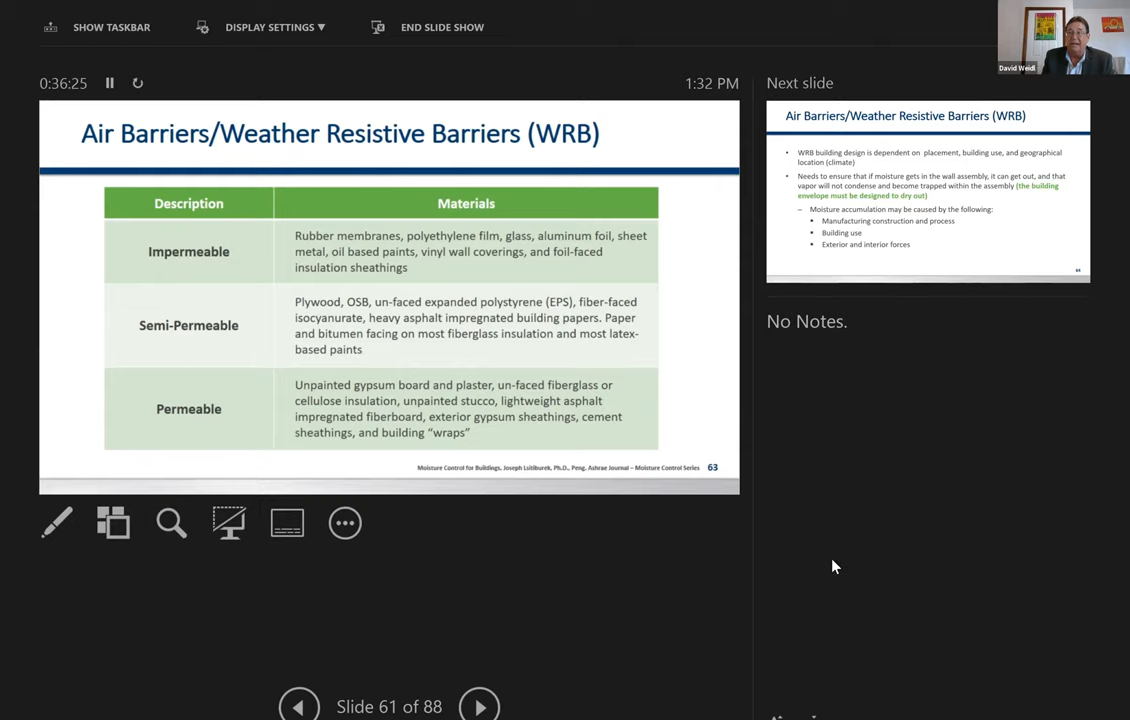 SHOW TASKBAR
DISPLAY SETTINGS ▼
END SLIDE SHOW
David Weidl
0:36:25
1:32 PM
Air Barriers/Weather Resistive Barriers (WRB)
Description
Materials
Impermeable
Rubber membranes, polyethylene film, glass, aluminum foil, sheet
metal, oil based paints, vinyl wall coverings, and foil-faced
insulation sheathings
Semi-Permeable
Plywood, OSB, un-faced expanded polystyrene (EPS), fiber-faced
isocyanurate, heavy asphalt impregnated building papers. Paper
and bitumen facing on most fiberglass insulation and most latex-
based paints
Permeable
Unpainted gypsum board and plaster, un-faced fiberglass or
cellulose insulation, unpainted stucco, lightweight asphalt
impregnated fiberboard, exterior gypsum sheathings, cement
sheathings, and building “wraps”
Moisture Control for Buildings, Joseph Lsitiburek, Ph.D., Peng, Ashrae Journal – Moisture Control Series
63
Next slide
Air Barriers/Weather Resistive Barriers (WRB)
• WRB building design is dependent on placement, building use, and geographical
location (climate)
• Needs to ensure that if moisture gets in the wall assembly, it can get out, and that
vapor will not condense and become trapped within the assembly (the building
envelope must be designed to dry out)
– Moisture accumulation may be caused by the following:
▪ Manufacturing construction and process
▪ Building use
▪ Exterior and interior forces
64
No Notes.
Slide 61 of 88